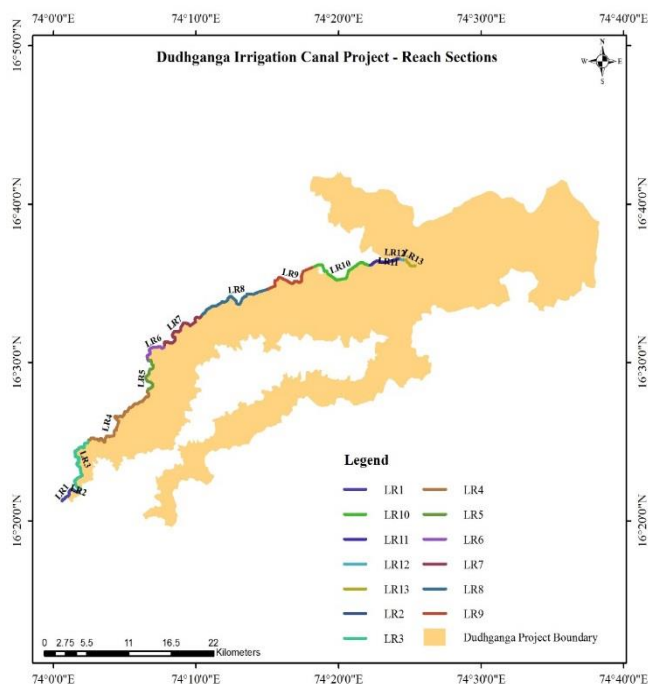 74°0'0"E 74°10'0"E 74°20'0"E 74°30'0"E 74°40'0"E
Dudhganga Irrigation Canal Project - Reach Sections
N
W E
S
16°50'0"N
16°40'0"N
16°30'0"N
16°20'0"N
16°50'0"N
16°40'0"N
16°30'0"N
16°20'0"N
LR12
LR13
LR11
LR10
LR9
LR8
LR7
LR6
LR5
LR4
LR3
LR1
LR2
Legend
LR1 LR4
LR10 LR5
LR11 LR6
LR12 LR7
LR13 LR8
LR2 LR9
LR3 Dudhganga Project Boundary
0 2.75 5.5 11 16.5 22
Kilometers
74°0'0"E 74°10'0"E 74°20'0"E 74°30'0"E 74°40'0"E